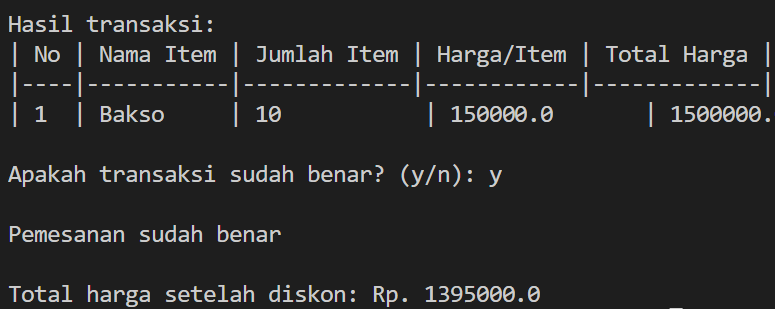 Hasil transaksi:
| No | Nama Item | Jumlah Item | Harga/Item | Total Harga |
|----|-----------|-------------|------------|-------------|
| 1  | Bakso     | 10            | 150000.0       | 1500000.
Apakah transaksi sudah benar? (y/n): y
Pemesanan sudah benar
Total harga setelah diskon: Rp. 1395000.0